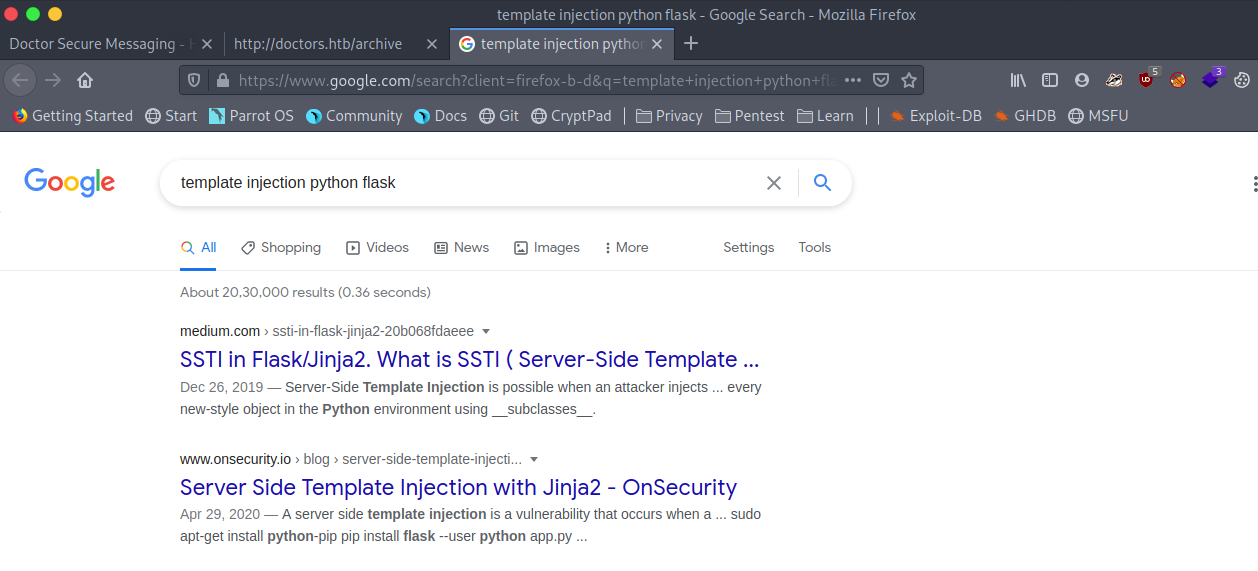 template injection python flask - Google Search - Mozilla Firefox
Doctor Secure Messaging - http://doctors.htb/archive template injection python
https://www.google.com/search?client=firefox-b-d&q=template+injection+python+fla 5 3
Getting Started Start Parrot OS Community Docs Git CryptPad Privacy Pentest Learn Exploit-DB GHDB MSFU
Google template injection python flask
All Shopping Videos News Images More Settings Tools
About 20,30,000 results (0.36 seconds)
medium.com › ssti-in-flask-jinja2-20b068fdaeee
SSTI in Flask/Jinja2. What is SSTI ( Server-Side Template ...
Dec 26, 2019 — Server-Side Template Injection is possible when an attacker injects ... every
new-style object in the Python environment using __subclasses__.
www.onsecurity.io › blog › server-side-template-injecti...
Server Side Template Injection with Jinja2 - OnSecurity
Apr 29, 2020 — A server side template injection is a vulnerability that occurs when a ... sudo
apt-get install python-pip pip install flask --user python app.py ...